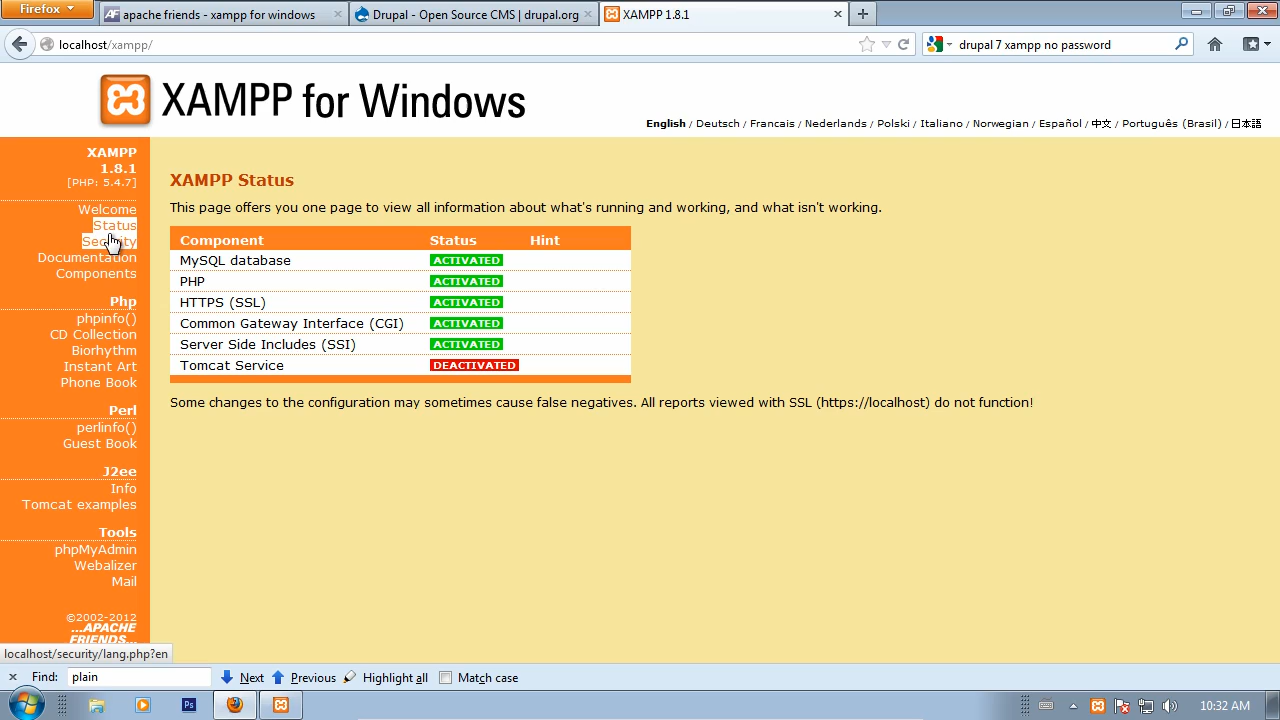 Firefox
apache friends - xampp for windows
Drupal - Open Source CMS | drupal.org
XAMPP 1.8.1
localhost/xampp/
drupal 7 xampp no password
XAMPP for Windows
English / Deutsch / Francais / Nederlands / Polski / Italiano / Norwegian / Español / 中文 / Português (Brasil) / 日本語
XAMPP
1.8.1
[PHP: 5.4.7]
Welcome
Status
Security
Documentation
Components
Php
phpinfo()
CD Collection
Biorhythm
Instant Art
Phone Book
Perl
perlinfo()
Guest Book
J2ee
Info
Tomcat examples
Tools
phpMyAdmin
Webalizer
Mail
©2002-2012
...APACHE
FRIENDS...
XAMPP Status
This page offers you one page to view all information about what's running and working, and what isn't working.
Component Status Hint
MySQL database ACTIVATED
PHP ACTIVATED
HTTPS (SSL) ACTIVATED
Common Gateway Interface (CGI) ACTIVATED
Server Side Includes (SSI) ACTIVATED
Tomcat Service DEACTIVATED
Some changes to the configuration may sometimes cause false negatives. All reports viewed with SSL (https://localhost) do not function!
localhost/security/lang.php?en
Find: plain Next Previous Highlight all Match case
Ps
10:32 AM